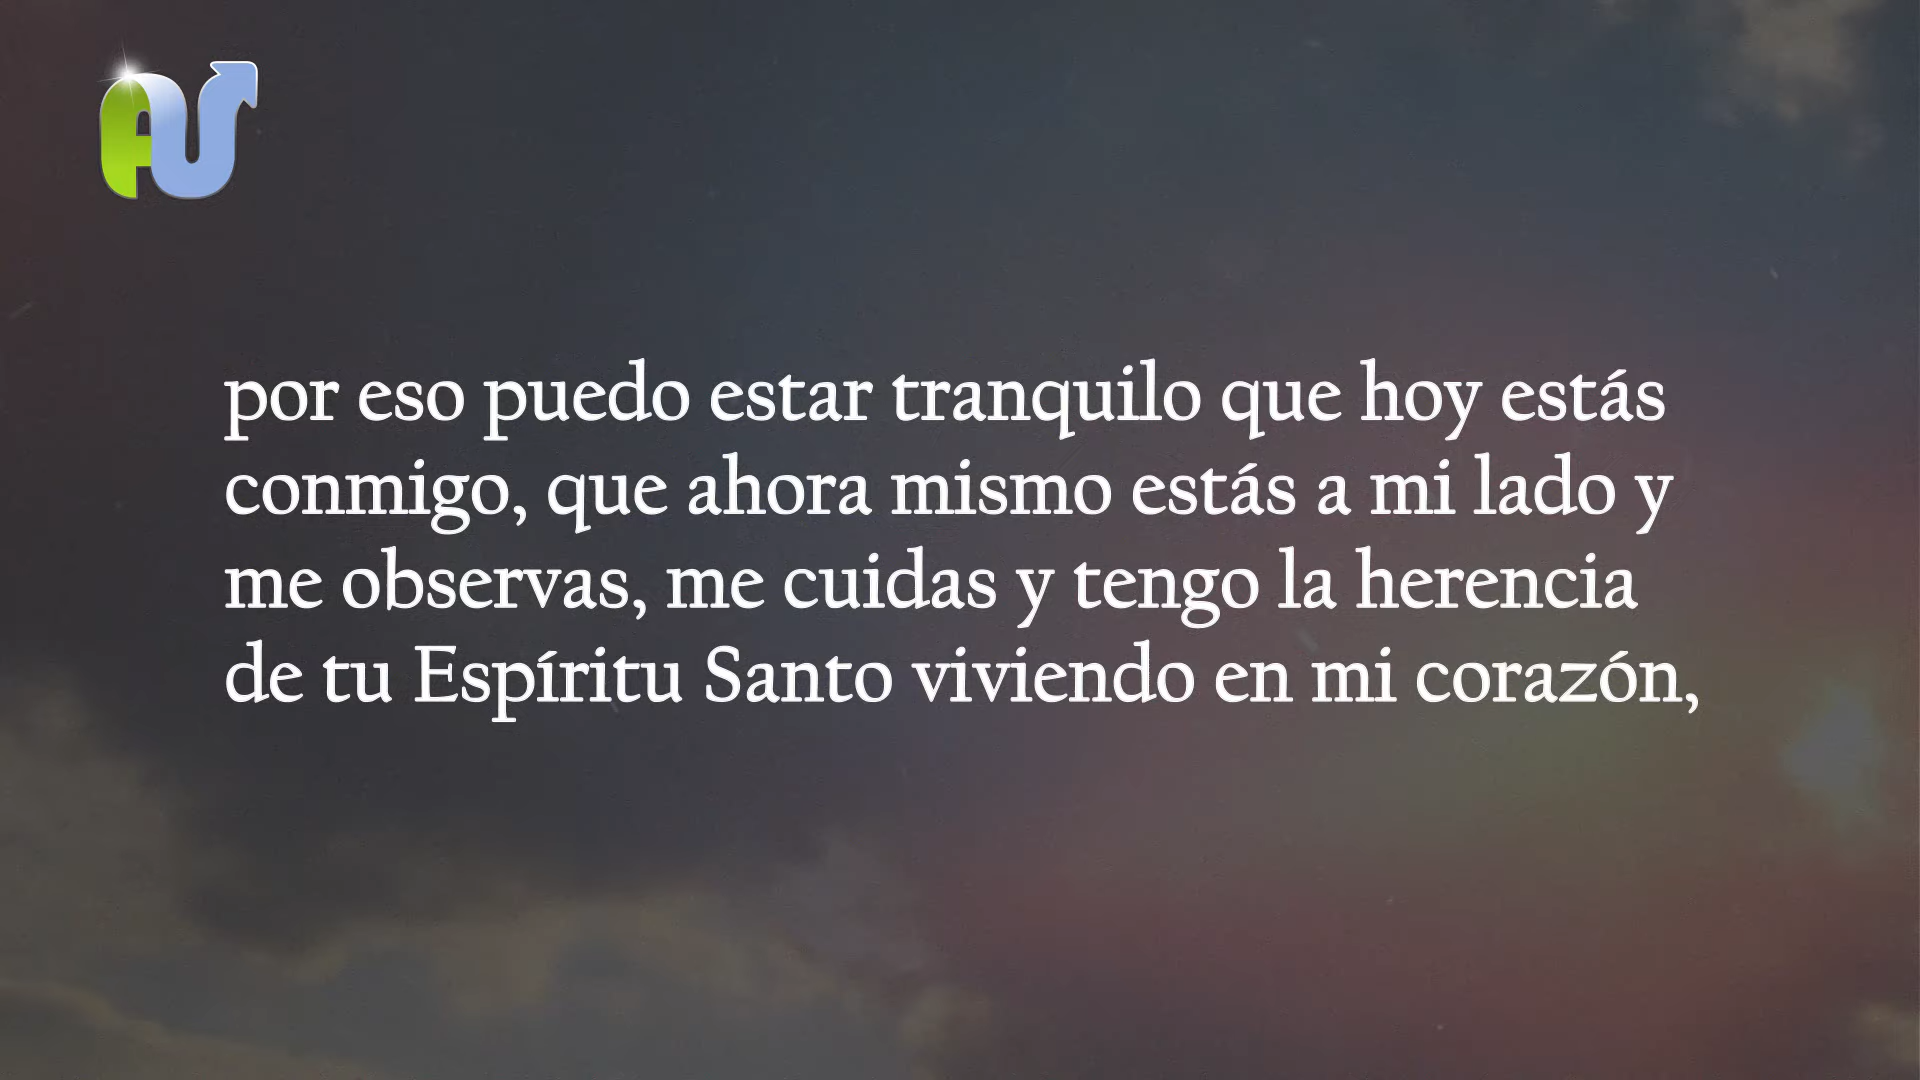 por eso puedo estar tranquilo que hoy estás
conmigo, que ahora mismo estás a mi lado y
me observas, me cuidas y tengo la herencia
de tu Espíritu Santo viviendo en mi corazón,